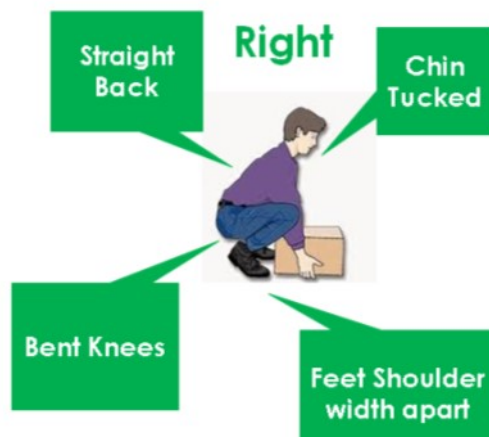 Straight
Back
Right
Chin
Tucked
Bent Knees
Feet Shoulder
width apart